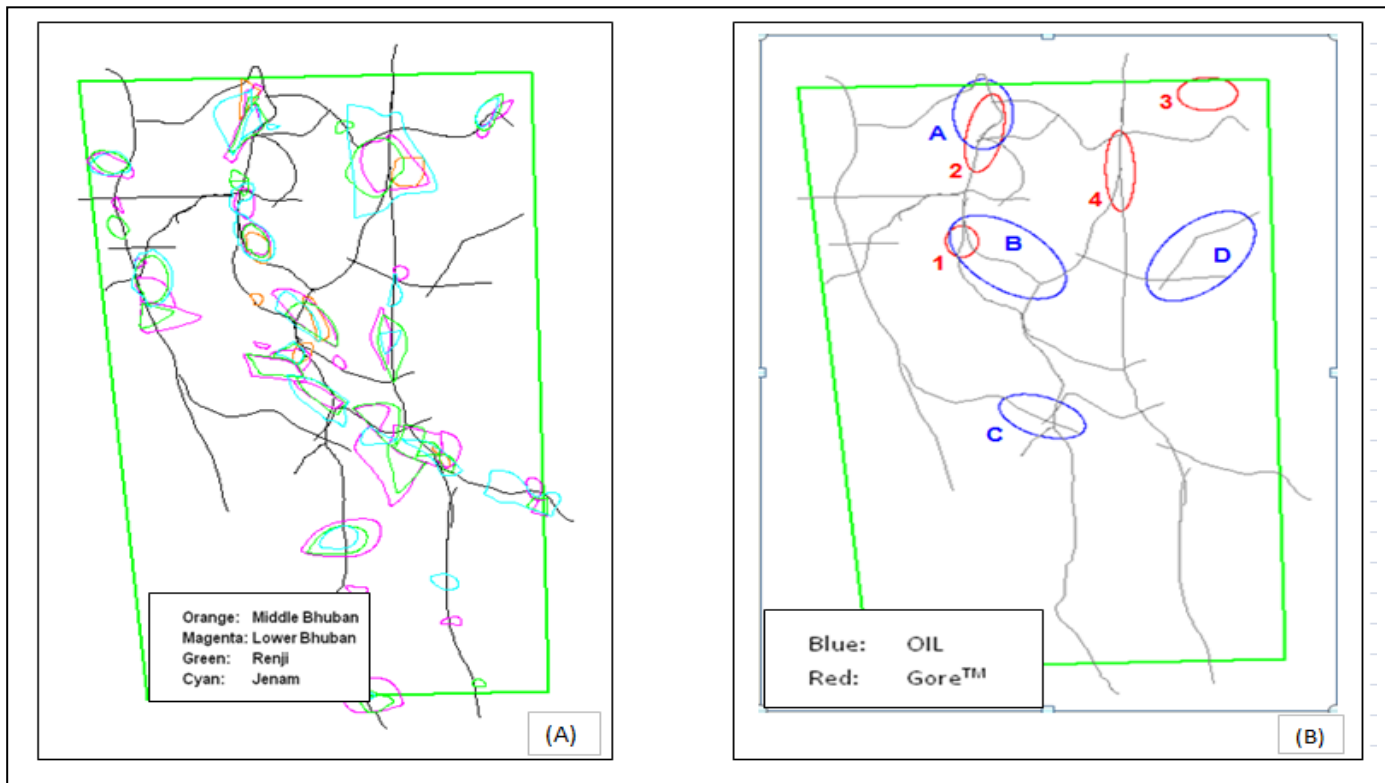 Orange: Middle Bhuban
Magenta: Lower Bhuban
Green: Renji
Cyan: Jenam
(A)
3
A
2
4
B
D
1
C
Blue: OIL
Red: Gore™
(B)